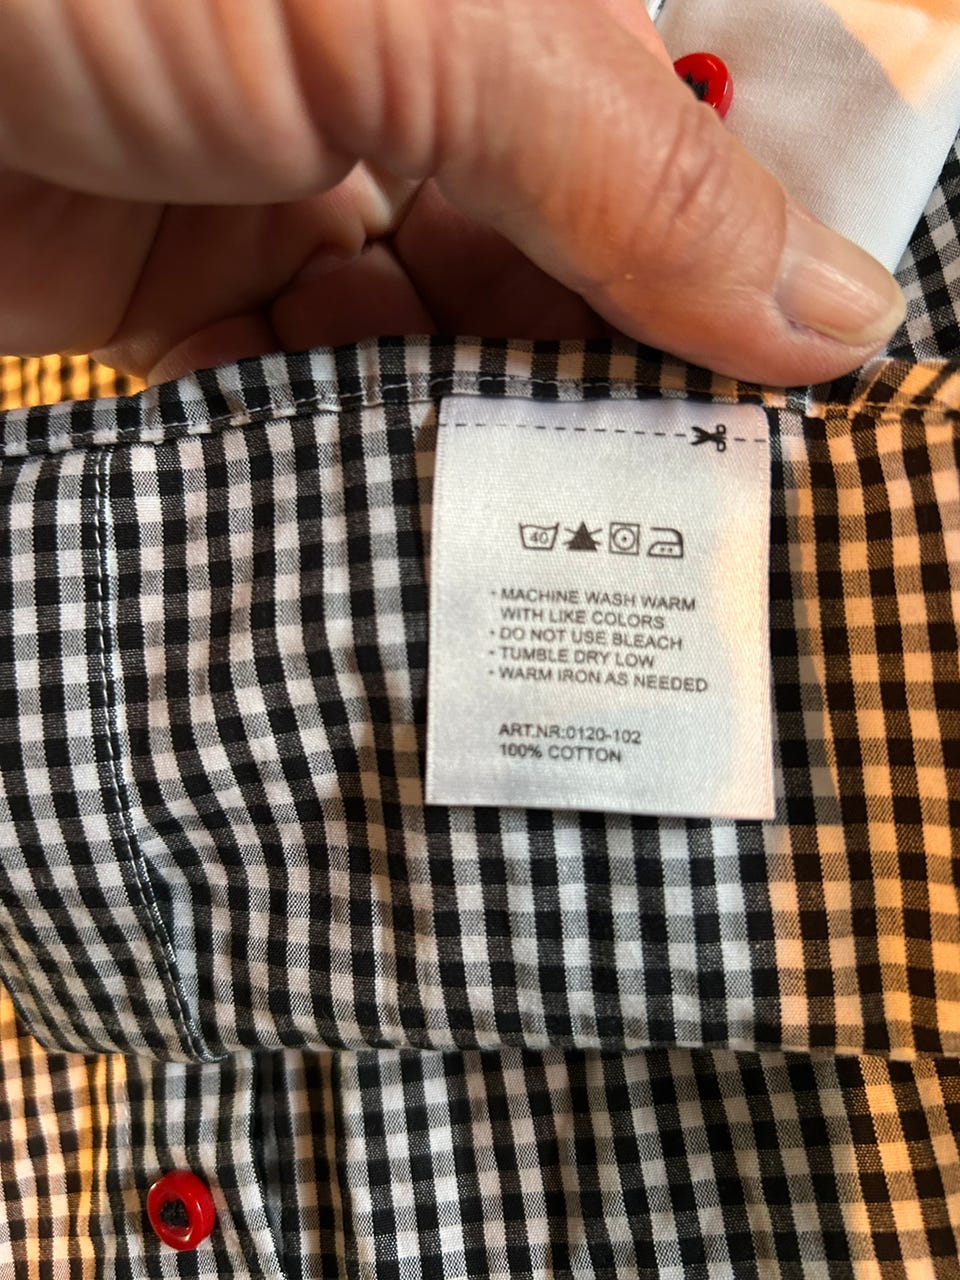 40
• MACHINE WASH WARM
WITH LIKE COLORS
• DO NOT USE BLEACH
• TUMBLE DRY LOW
• WARM IRON AS NEEDED
ART.NR:0120-102
100% COTTON